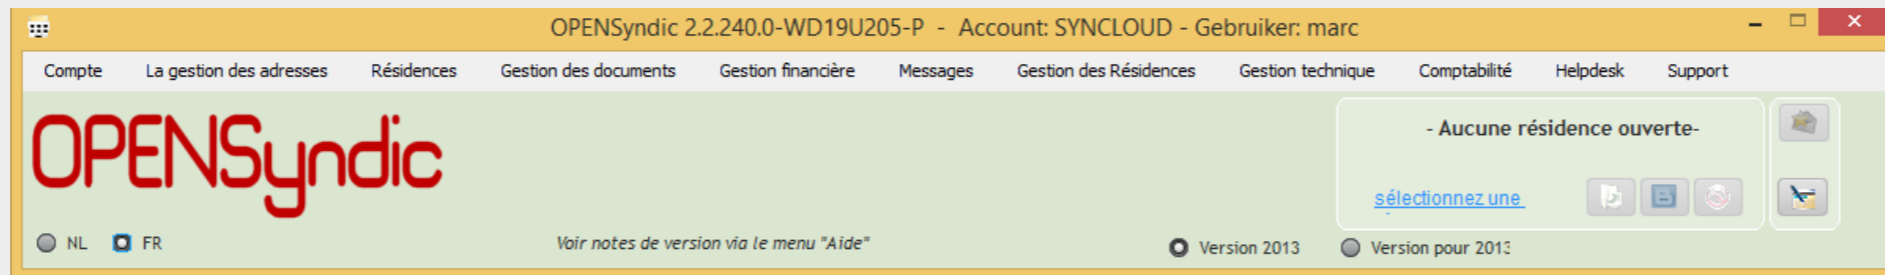 OPENSyndic 2.2.240.0-WD19U205-P - Account: SYNCLOUD - Gebruiker: marc
Compte La gestion des adresses Résidences Gestion des documents Gestion financière Messages Gestion des Résidences Gestion technique Comptabilité Helpdesk Support
OPENSyndic
- Aucune résidence ouverte-
sélectionnez une
NL FR Voir notes de version via le menu "Aide" Version 2013 Version pour 2013